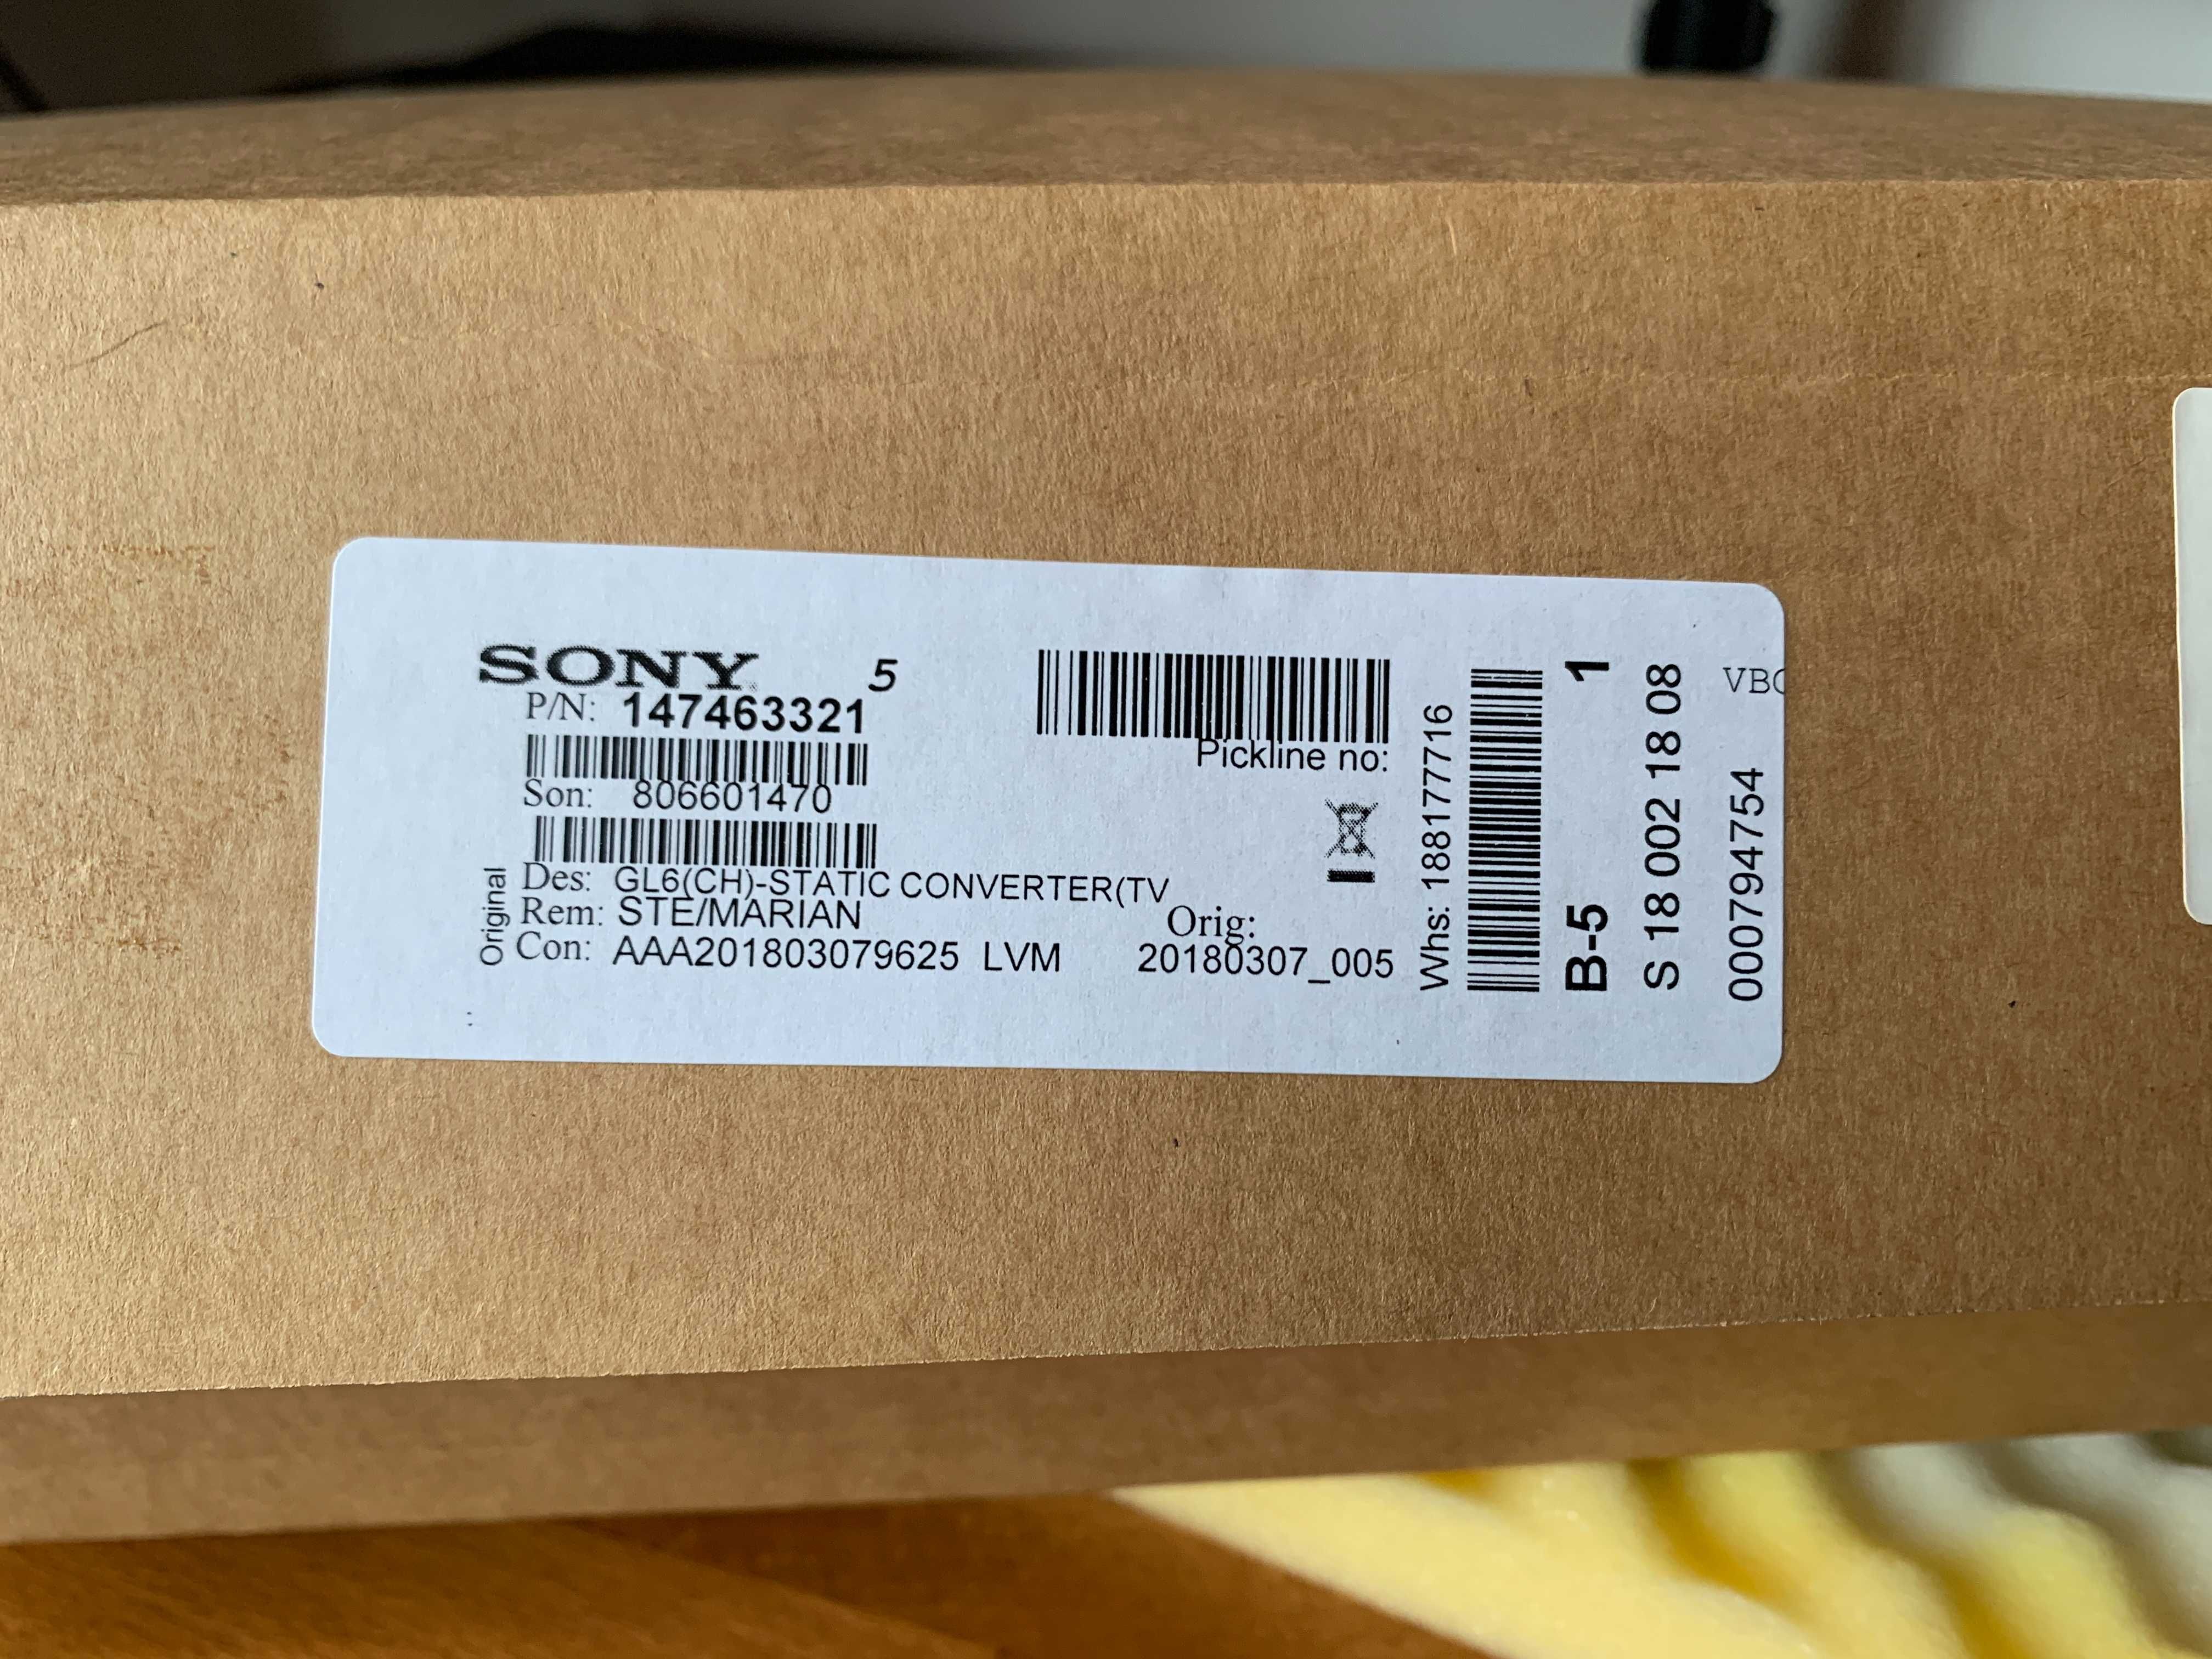 SONY 5
P/N: 147463321
Son: 806601470
Pickline no:
Original
Des: GL6(CH)-STATIC CONVERTER(TV
Rem: STE/MARIAN
Orig:
Con: AAA201803079625 LVM 20180307_005
Whs: 188177716
B-5 1
S 18 002 18 08
000794754